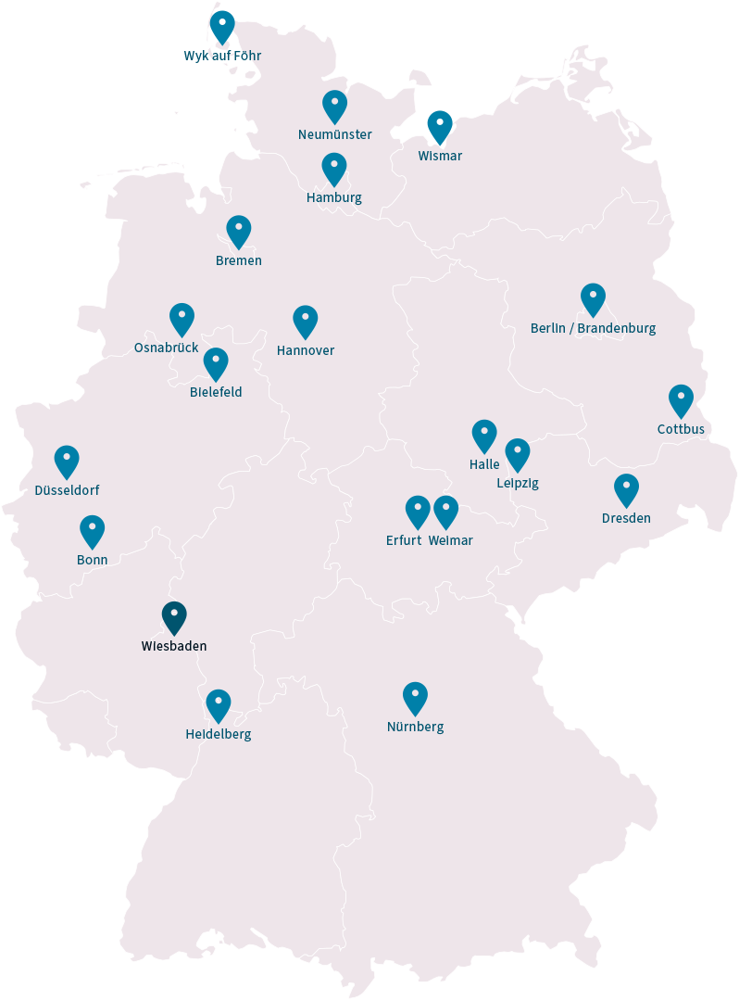 Wyk auf Föhr
Neumünster
Wismar
Hamburg
Bremen
Berlin / Brandenburg
Osnabrück
Hannover
Bielefeld
Cottbus
Halle
Leipzig
Düsseldorf
Dresden
Erfurt
Weimar
Bonn
Wiesbaden
Nürnberg
Heidelberg